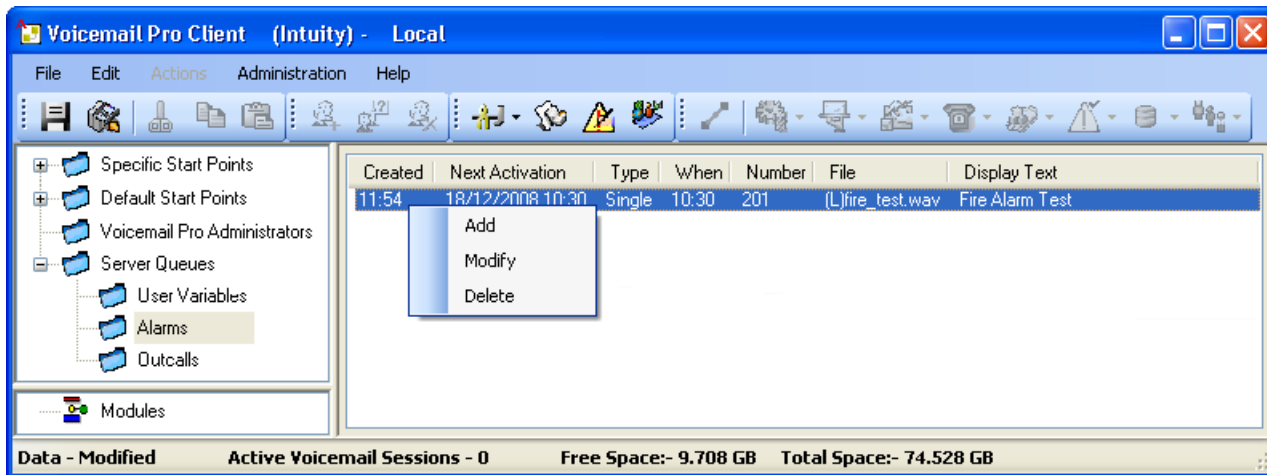 Voicemail Pro Client (Intuity) - Local
File Edit Actions Administration Help
Specific Start Points
Default Start Points
Voicemail Pro Administrators
Server Queues
User Variables
Alarms
Outcalls
Modules
Created Next Activation Type When Number File Display Text
11:54 18/12/2008 10:30 Single 10:30 201 (L)fire_test.wav Fire Alarm Test
Add
Modify
Delete
Data - Modified Active Voicemail Sessions - 0 Free Space:- 9.708 GB Total Space:- 74.528 GB